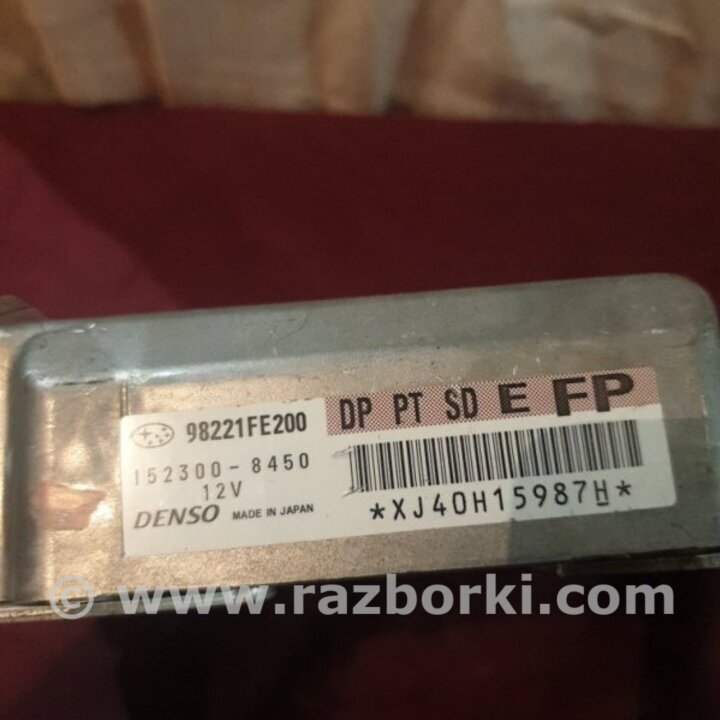 98221FE200
DP PT SD E FP
152300-8450
12V
DENSO MADE IN JAPAN
*XJ40H15987H*
© www.razborki.com